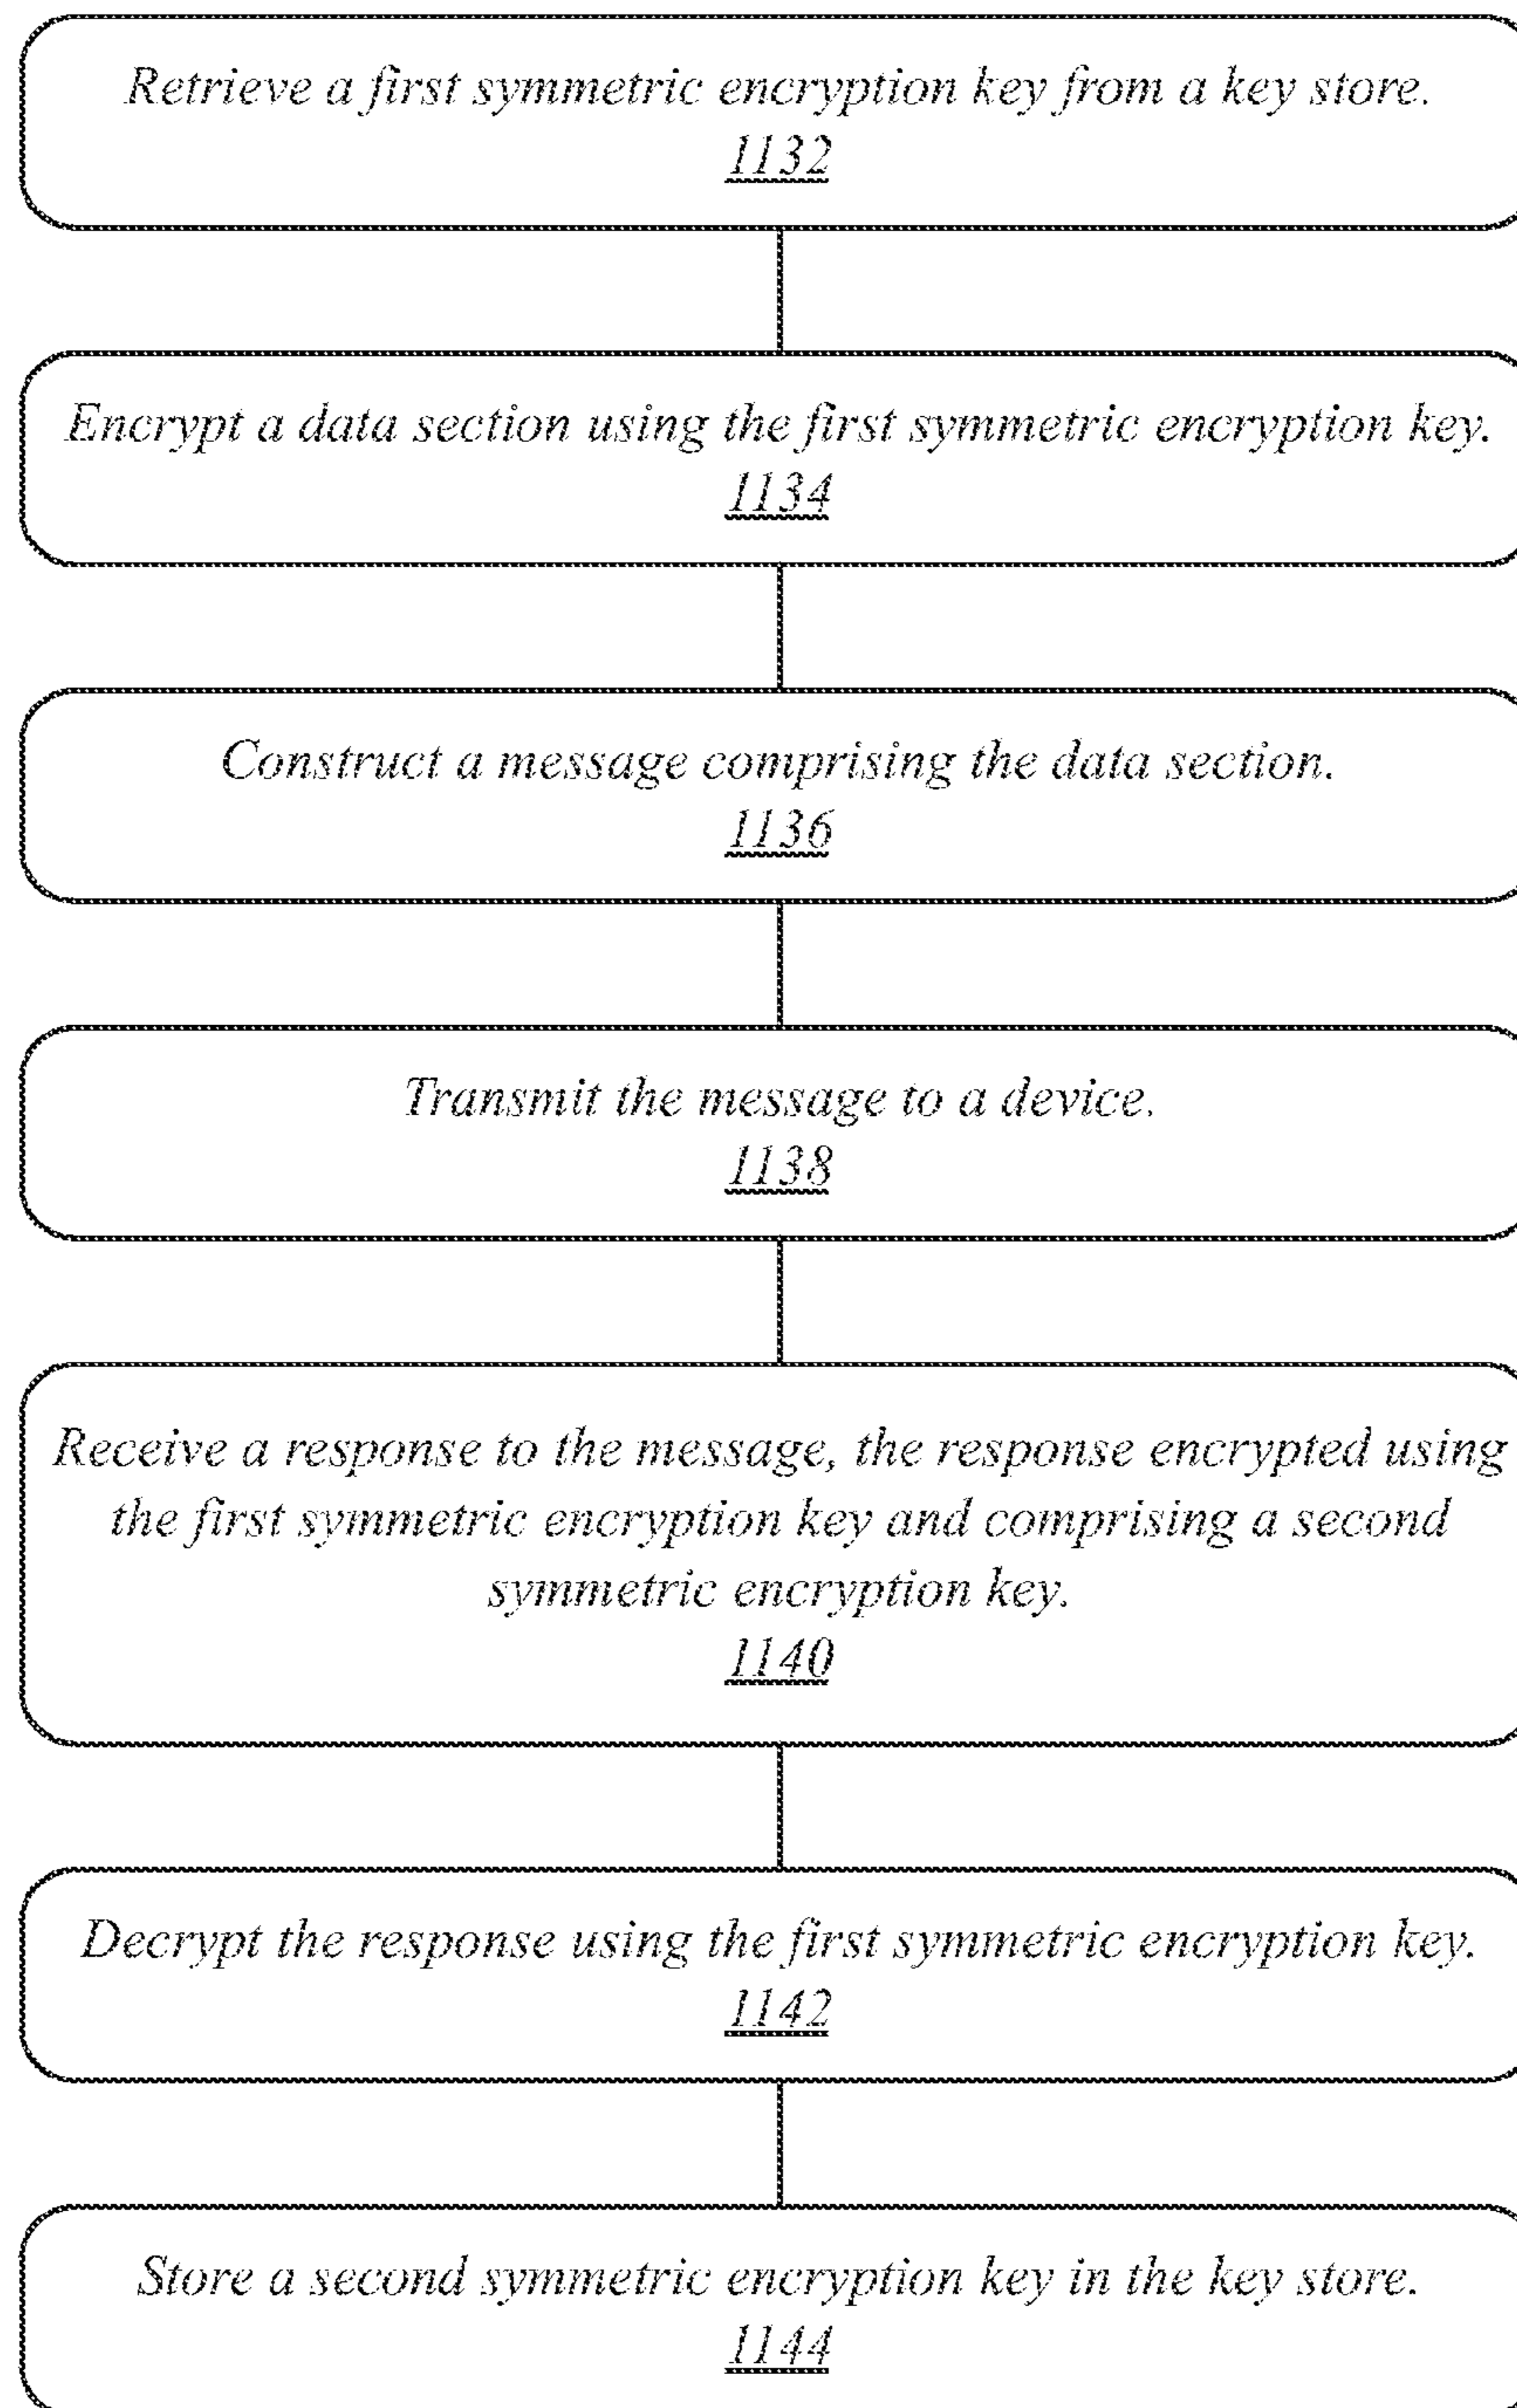 Retrieve a first symmetric encryption key from a key store.
1132
Encrypt a data section using the first symmetric encryption key.
1134
Construct a message comprising the data section.
1136
Transmit the message to a device.
1138
Receive a response to the message, the response encrypted using
the first symmetric encryption key and comprising a second
symmetric encryption key.
1140
Decrypt the response using the first symmetric encryption key.
1142
Store a second symmetric encryption key in the key store.
1144